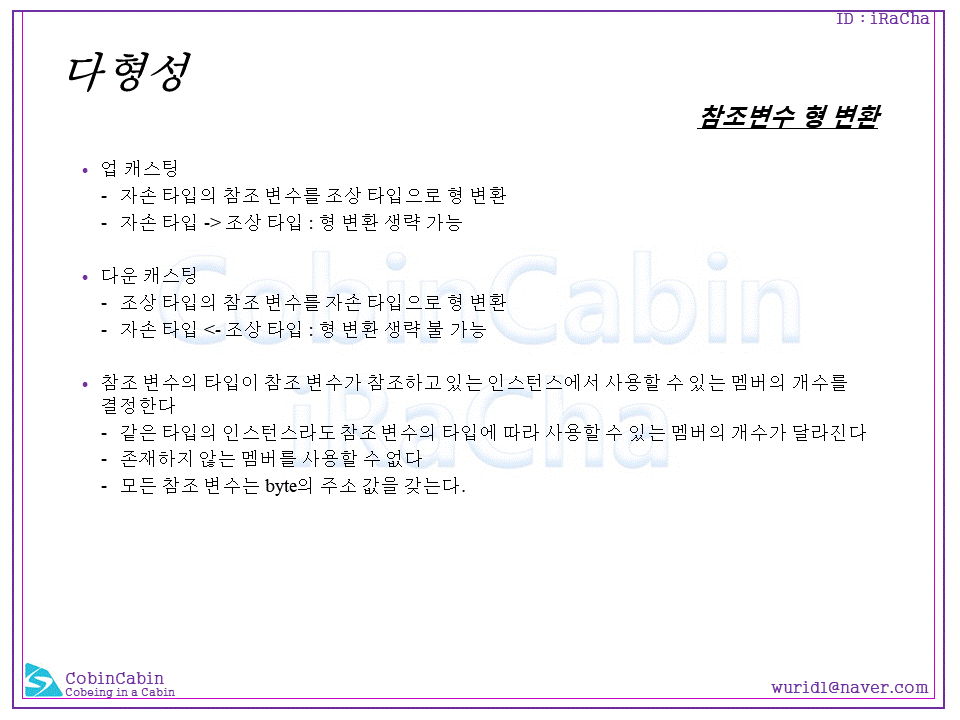 ID : iRaCha
다형성
참조변수 형 변환
• 업 캐스팅
- 자손 타입의 참조 변수를 조상 타입으로 형 변환
- 자손 타입 -> 조상 타입 : 형 변환 생략 가능
• 다운 캐스팅
- 조상 타입의 참조 변수를 자손 타입으로 형 변환
- 자손 타입 <- 조상 타입 : 형 변환 생략 불 가능
• 참조 변수의 타입이 참조 변수가 참조하고 있는 인스턴스에서 사용할 수 있는 멤버의 개수를
결정한다
- 같은 타입의 인스턴스라도 참조 변수의 타입에 따라 사용할 수 있는 멤버의 개수가 달라진다
- 존재하지 않는 멤버를 사용할 수 없다
- 모든 참조 변수는 byte의 주소 값을 갖는다.
CobinCabin
iRaCha
CobinCabin
Cobeing in a Cabin
wurid1@naver.com